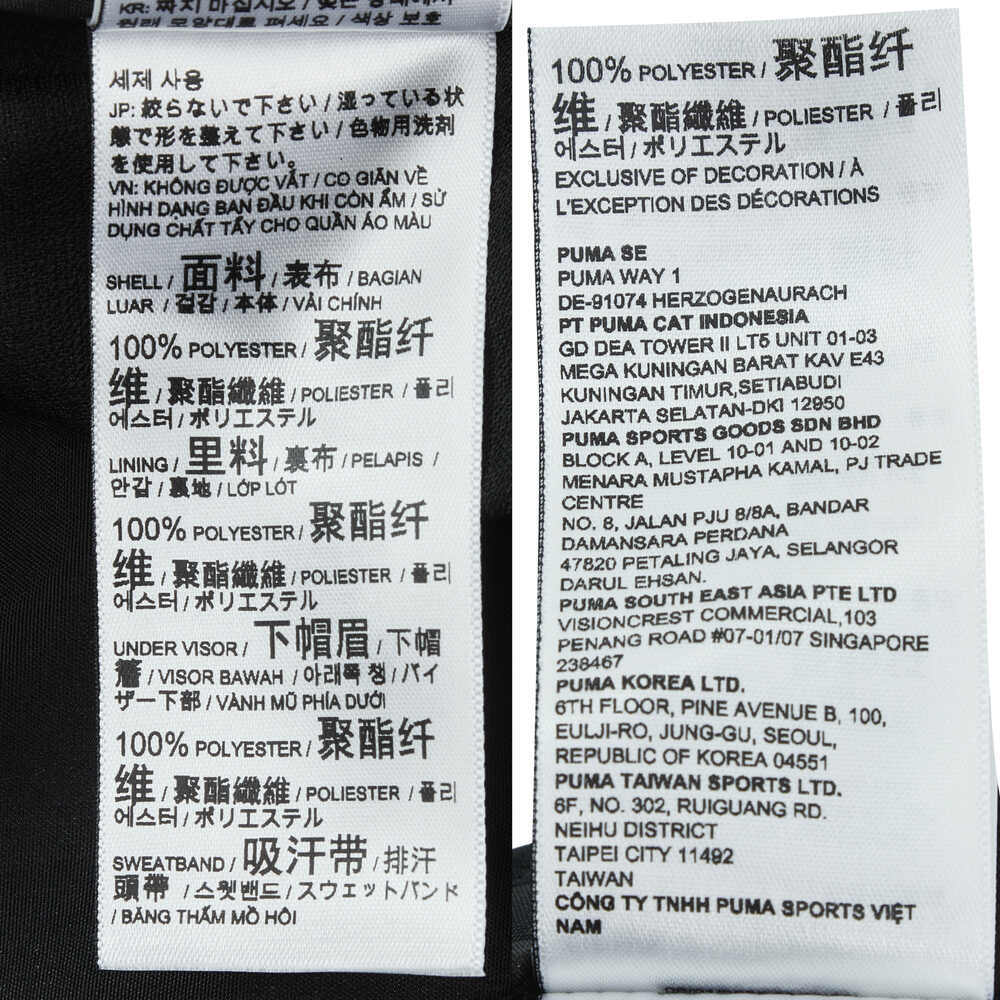 KR: 짜지 마십시오 / 젖은 상태에서
세제 사용
JP: 絞らないで下さい / 湿っている状
態で形を整えて下さい / 色物用洗剤
を使用して下さい。
VN: KHÔNG ĐƯỢC VẮT / CO GIÃN VỀ
HÌNH DẠNG BAN ĐẦU KHI CÒN ẨM / SỬ
DỤNG CHẤT TẨY CHO QUẦN ÁO MÀU
SHELL / 面料 / 表布 / BAGIAN
LUAR / 겉감 / 本体 / VẢI CHÍNH
100% POLYESTER / 聚酯纤
维 / 聚酯纖維 / POLIESTER / 폴리
에스터 / ポリエステル
LINING / 里料 / 裏布 / PELAPIS /
안감 / 裏地 / LỚP LÓT
100% POLYESTER / 聚酯纤
维 / 聚酯纖維 / POLIESTER / 폴리
에스터 / ポリエステル
UNDER VISOR / 下帽眉 / 下帽
簷 / VISOR BAWAH / 아래쪽 챙 / バイ
ザー下部 / VÀNH MŨ PHÍA DƯỚI
100% POLYESTER / 聚酯纤
维 / 聚酯纖維 / POLIESTER / 폴리
에스터 / ポリエステル
SWEATBAND / 吸汗带 / 排汗
頭帶 / 스웻밴드 / スウェットバンド
/ BĂNG THẤM MỒ HÔI
100% POLYESTER / 聚酯纤
维 / 聚酯纖維 / POLIESTER / 폴리
에스터 / ポリエステル
EXCLUSIVE OF DECORATION / À
L'EXCEPTION DES DÉCORATIONS
PUMA SE
PUMA WAY 1
DE-91074 HERZOGENAURACH
PT PUMA CAT INDONESIA
GD DEA TOWER II LT5 UNIT 01-03
MEGA KUNINGAN BARAT KAV E43
KUNINGAN TIMUR,SETIABUDI
JAKARTA SELATAN-DKI 12950
PUMA SPORTS GOODS SDN BHD
BLOCK A, LEVEL 10-01 AND 10-02
MENARA MUSTAPHA KAMAL, PJ TRADE
CENTRE
NO. 8, JALAN PJU 8/8A, BANDAR
DAMANSARA PERDANA
47820 PETALING JAYA, SELANGOR
DARUL EHSAN.
PUMA SOUTH EAST ASIA PTE LTD
VISIONCREST COMMERCIAL,103
PENANG ROAD #07-01/07 SINGAPORE
238467
PUMA KOREA LTD.
6TH FLOOR, PINE AVENUE B, 100,
EULJI-RO, JUNG-GU, SEOUL,
REPUBLIC OF KOREA 04551
PUMA TAIWAN SPORTS LTD.
6F, NO. 302, RUIGUANG RD.
NEIHU DISTRICT
TAIPEI CITY 11492
TAIWAN
CÔNG TY TNHH PUMA SPORTS VIỆT
NAM